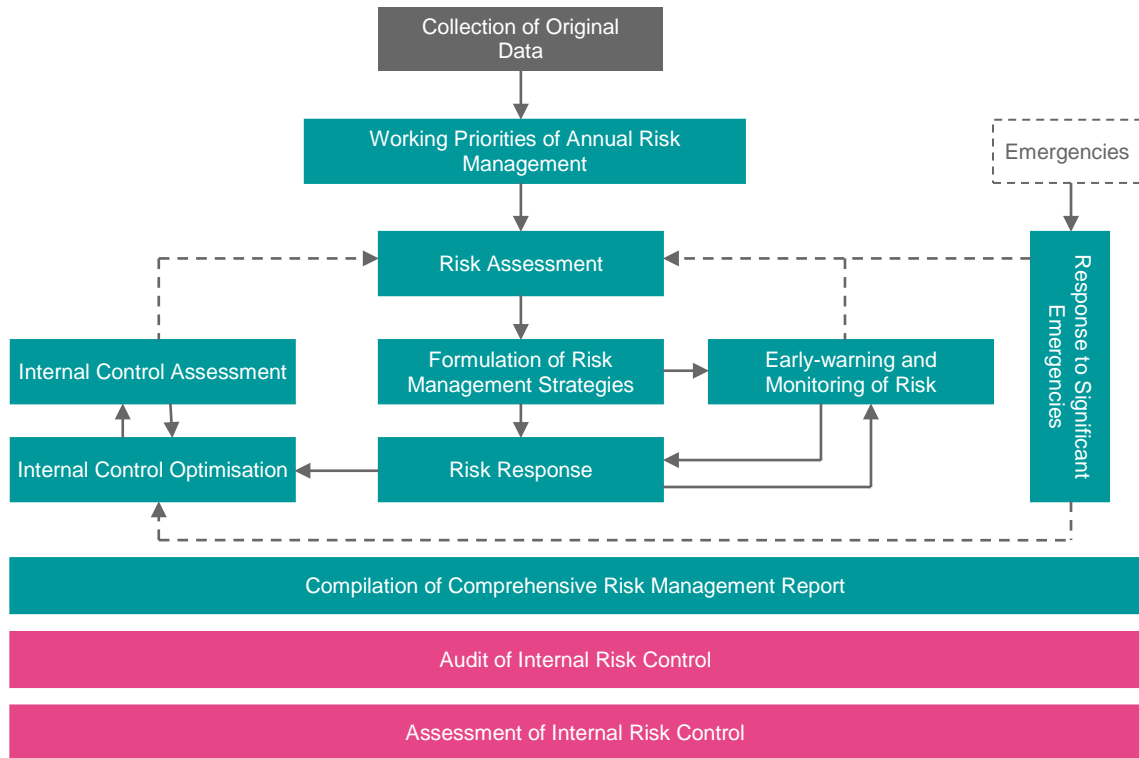 Collection of Original
Data
Working Priorities of Annual Risk
Management
Emergencies
Risk Assessment
Response to Significant
Emergencies
Internal Control Assessment
Formulation of Risk
Management Strategies
Early-warning and
Monitoring of Risk
Internal Control Optimisation
Risk Response
Compilation of Comprehensive Risk Management Report
Audit of Internal Risk Control
Assessment of Internal Risk Control